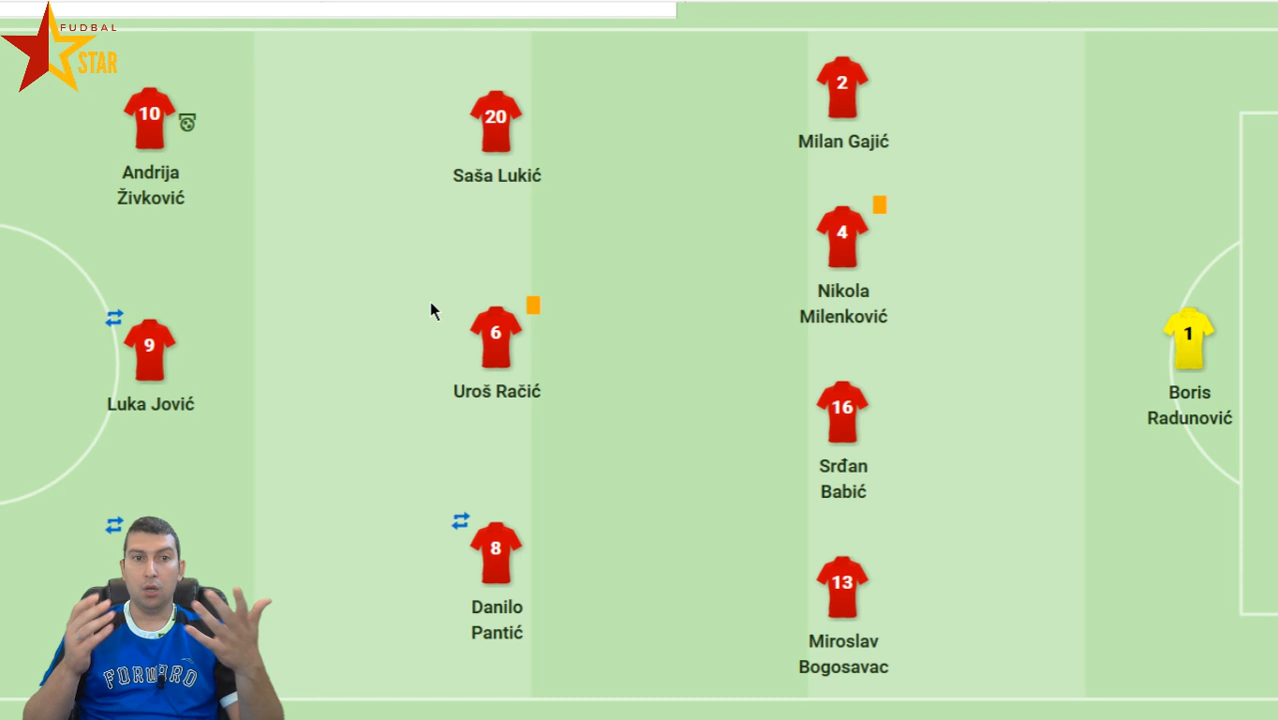 FUDBAL
STAR
10
Andrija
Živković
9
Luka Jović
20
Saša Lukić
6
Uroš Račić
8
Danilo
Pantić
2
Milan Gajić
4
Nikola
Milenković
16
Srđan
Babić
13
Miroslav
Bogosavac
1
Boris
Radunović
FORWARD